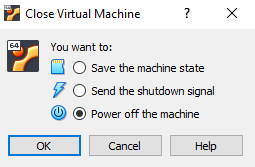 Close Virtual Machine
64
You want to:
Save the machine state
Send the shutdown signal
Power off the machine
OK Cancel Help